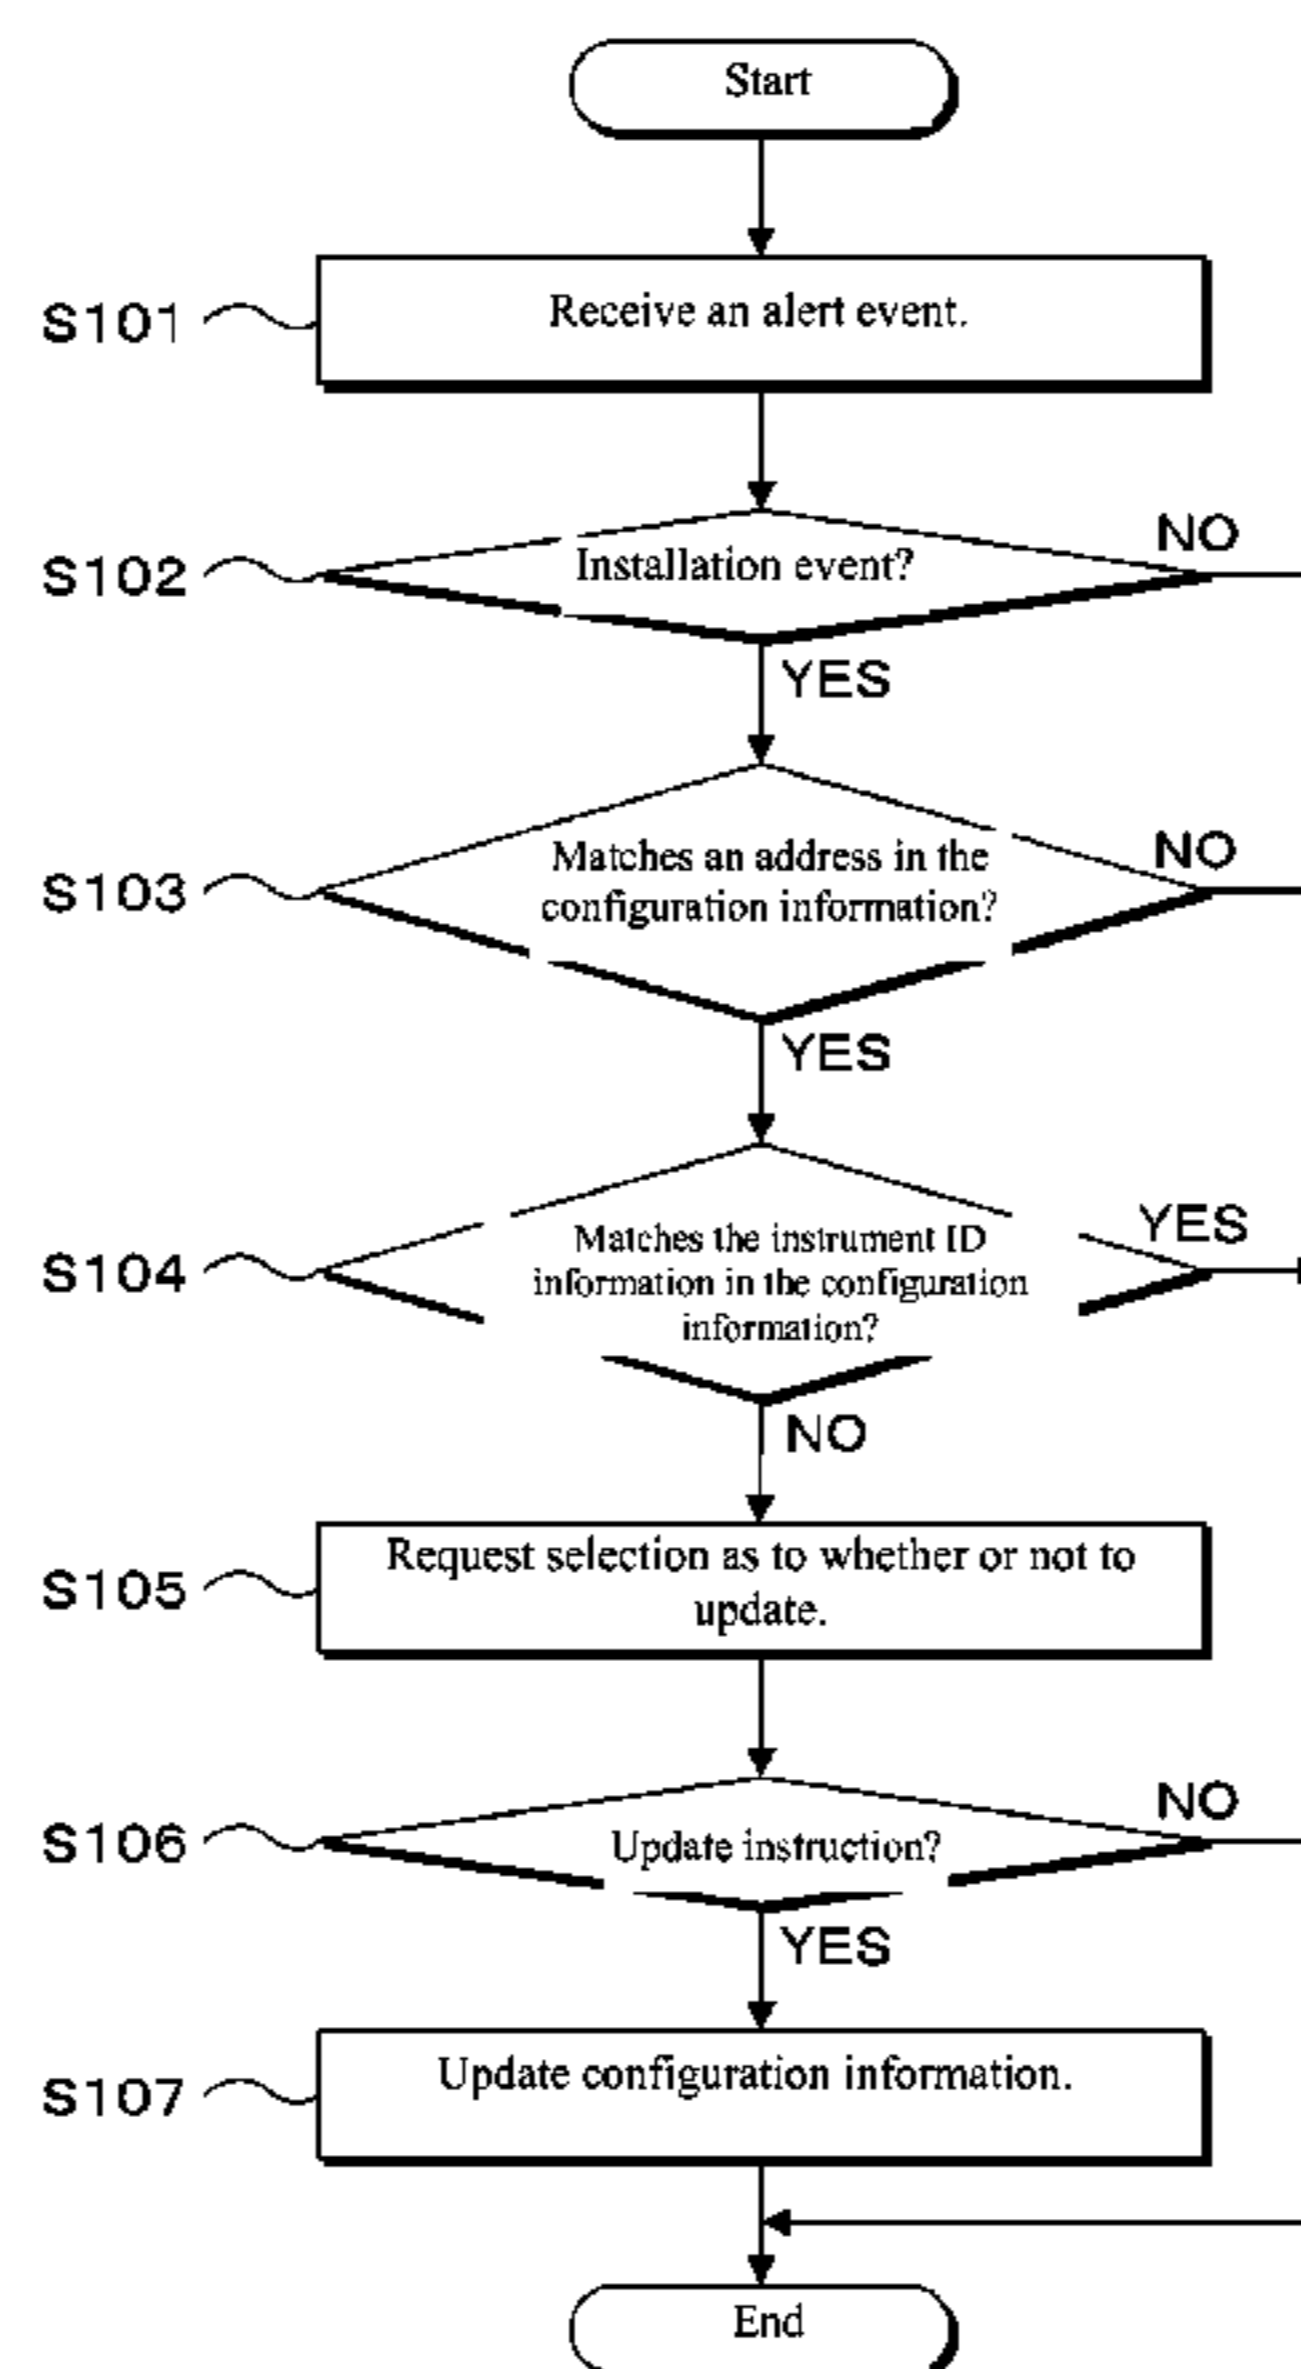 Start
S101
Receive an alert event.
S102
Installation event?
NO
YES
S103
Matches an address in the
configuration information?
NO
YES
S104
Matches the instrument ID
information in the configuration
information?
YES
NO
S105
Request selection as to whether or not to
update.
S106
Update instruction?
NO
YES
S107
Update configuration information.
End